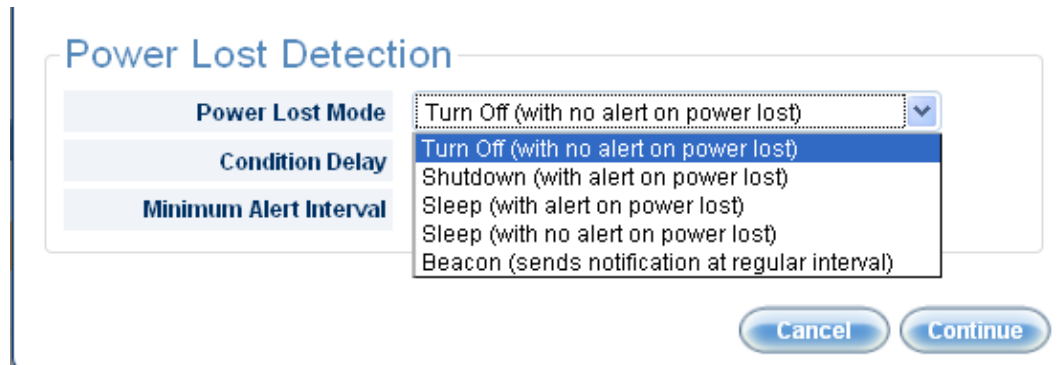 Power Lost Detection
Power Lost Mode
Turn Off (with no alert on power lost)
Turn Off (with no alert on power lost)
Condition Delay
Shutdown (with alert on power lost)
Minimum Alert Interval
Sleep (with alert on power lost)
Sleep (with no alert on power lost)
Beacon (sends notification at regular interval)
Cancel
Continue